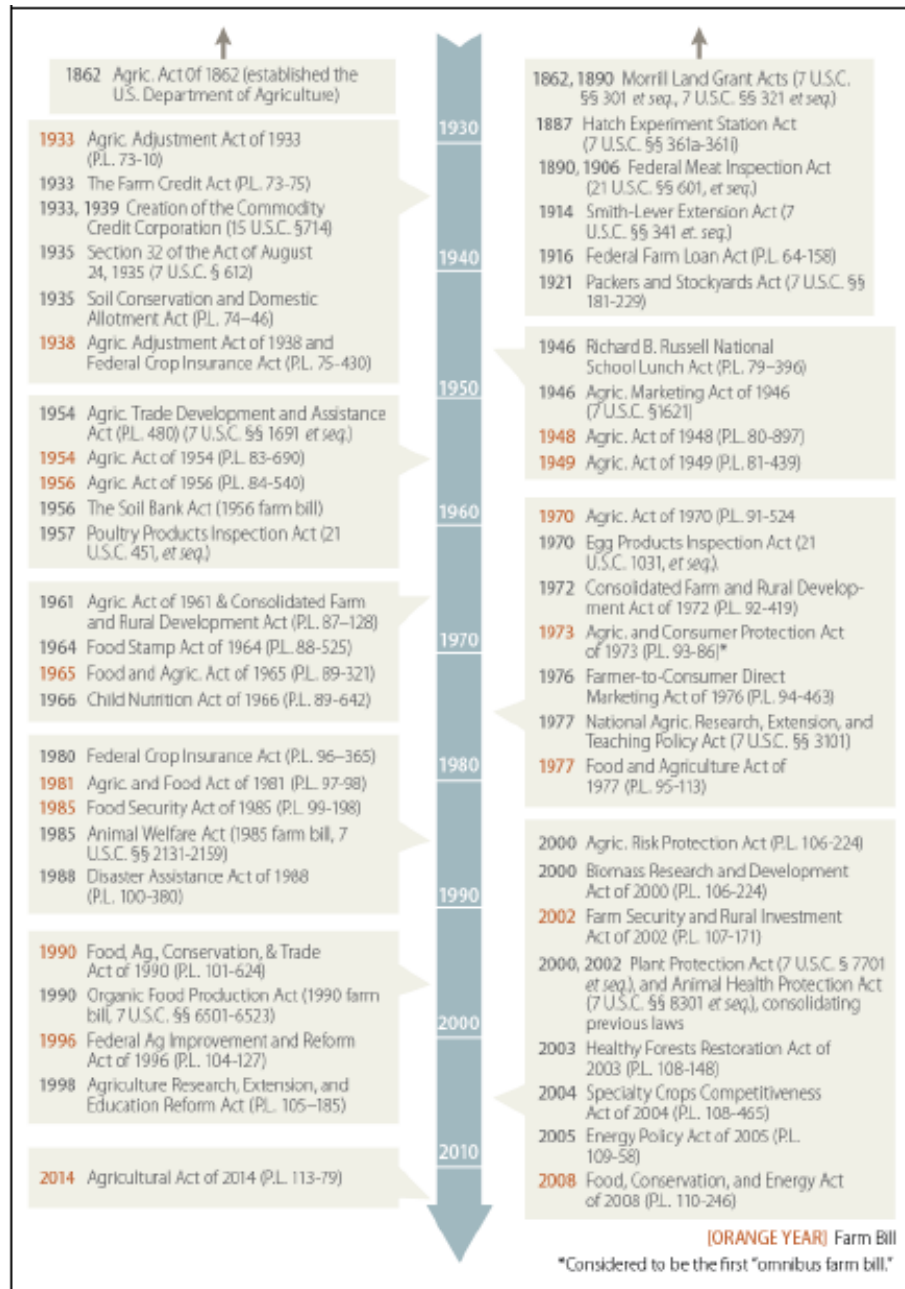 1862 Agric. Act Of 1862 (established the
U.S. Department of Agriculture)
1933 Agric. Adjustment Act of 1933
(P.L. 73-10)
1933 The Farm Credit Act (P.L. 73-75)
1933, 1939 Creation of the Commodity
Credit Corporation (15 U.S.C. §714)
1935 Section 32 of the Act of August
24, 1935 (7 U.S.C. § 612)
1935 Soil Conservation and Domestic
Allotment Act (P.L. 74–46)
1938 Agric. Adjustment Act of 1938 and
Federal Crop Insurance Act (P.L. 75-430)
1954 Agric. Trade Development and Assistance
Act (P.L. 480) (7 U.S.C. §§ 1691 et seq.)
1954 Agric. Act of 1954 (P.L. 83-690)
1956 Agric. Act of 1956 (P.L. 84-540)
1956 The Soil Bank Act (1956 farm bill)
1957 Poultry Products Inspection Act (21
U.S.C. 451, et seq.)
1961 Agric. Act of 1961 & Consolidated Farm
and Rural Development Act (P.L. 87–128)
1964 Food Stamp Act of 1964 (P.L. 88-525)
1965 Food and Agric. Act of 1965 (P.L. 89-321)
1966 Child Nutrition Act of 1966 (P.L. 89-642)
1980 Federal Crop Insurance Act (P.L. 96–365)
1981 Agric. and Food Act of 1981 (P.L. 97-98)
1985 Food Security Act of 1985 (P.L. 99-198)
1985 Animal Welfare Act (1985 farm bill, 7
U.S.C. §§ 2131-2159)
1988 Disaster Assistance Act of 1988
(P.L. 100-380)
1990 Food, Ag., Conservation, & Trade
Act of 1990 (P.L. 101-624)
1990 Organic Food Production Act (1990 farm
bill, 7 U.S.C. §§ 6501-6523)
1996 Federal Ag Improvement and Reform
Act of 1996 (P.L. 104-127)
1998 Agriculture Research, Extension, and
Education Reform Act (P.L. 105–185)
2014 Agricultural Act of 2014 (P.L. 113-79)
1930
1940
1950
1960
1970
1980
1990
2000
2010
1862, 1890 Morrill Land Grant Acts (7 U.S.C.
§§ 301 et seq., 7 U.S.C. §§ 321 et seq.)
1887 Hatch Experiment Station Act
(7 U.S.C. §§ 361a-361i)
1890, 1906 Federal Meat Inspection Act
(21 U.S.C. §§ 601, et seq.)
1914 Smith-Lever Extension Act (7
U.S.C. §§ 341 et. seq.)
1916 Federal Farm Loan Act (P.L. 64-158)
1921 Packers and Stockyards Act (7 U.S.C. §§
181-229)
1946 Richard B. Russell National
School Lunch Act (P.L. 79–396)
1946 Agric. Marketing Act of 1946
(7 U.S.C. §1621)
1948 Agric. Act of 1948 (P.L. 80-897)
1949 Agric. Act of 1949 (P.L. 81-439)
1970 Agric. Act of 1970 (P.L. 91-524
1970 Egg Products Inspection Act (21
U.S.C. 1031, et seq.).
1972 Consolidated Farm and Rural Develop-
ment Act of 1972 (P.L. 92-419)
1973 Agric. and Consumer Protection Act
of 1973 (P.L. 93-86)*
1976 Farmer-to-Consumer Direct
Marketing Act of 1976 (P.L. 94-463)
1977 National Agric. Research, Extension, and
Teaching Policy Act (7 U.S.C. §§ 3101)
1977 Food and Agriculture Act of
1977 (P.L. 95-113)
2000 Agric. Risk Protection Act (P.L. 106-224)
2000 Biomass Research and Development
Act of 2000 (P.L. 106-224)
2002 Farm Security and Rural Investment
Act of 2002 (P.L. 107-171)
2000, 2002 Plant Protection Act (7 U.S.C. § 7701
et seq.), and Animal Health Protection Act
(7 U.S.C. §§ 8301 et seq.), consolidating
previous laws
2003 Healthy Forests Restoration Act of
2003 (P.L. 108-148)
2004 Specialty Crops Competitiveness
Act of 2004 (P.L. 108-465)
2005 Energy Policy Act of 2005 (P.L.
109-58)
2008 Food, Conservation, and Energy Act
of 2008 (P.L. 110-246)
[ORANGE YEAR] Farm Bill
*Considered to be the first "omnibus farm bill."